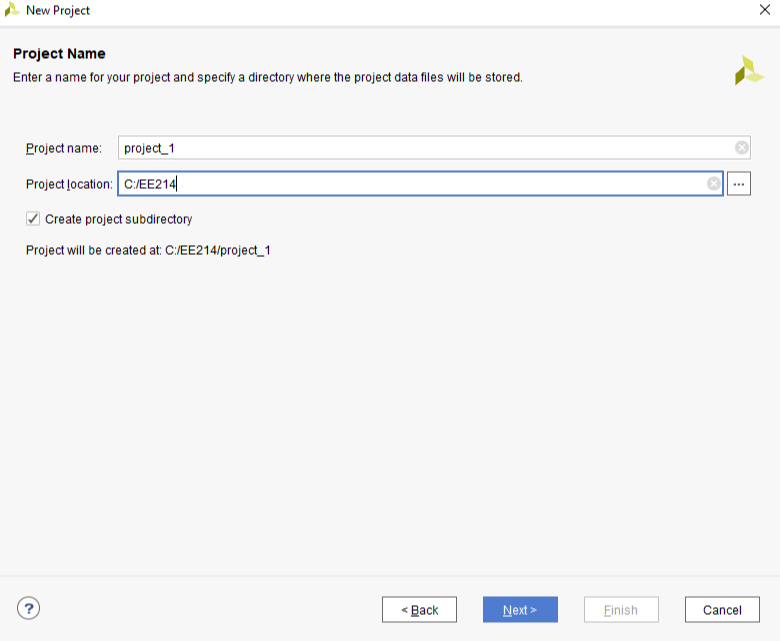 New Project
Project Name
Enter a name for your project and specify a directory where the project data files will be stored.
Project name: project_1
Project location: C:/EE214 ...
Create project subdirectory
Project will be created at: C:/EE214/project_1
? < Back Next > Finish Cancel